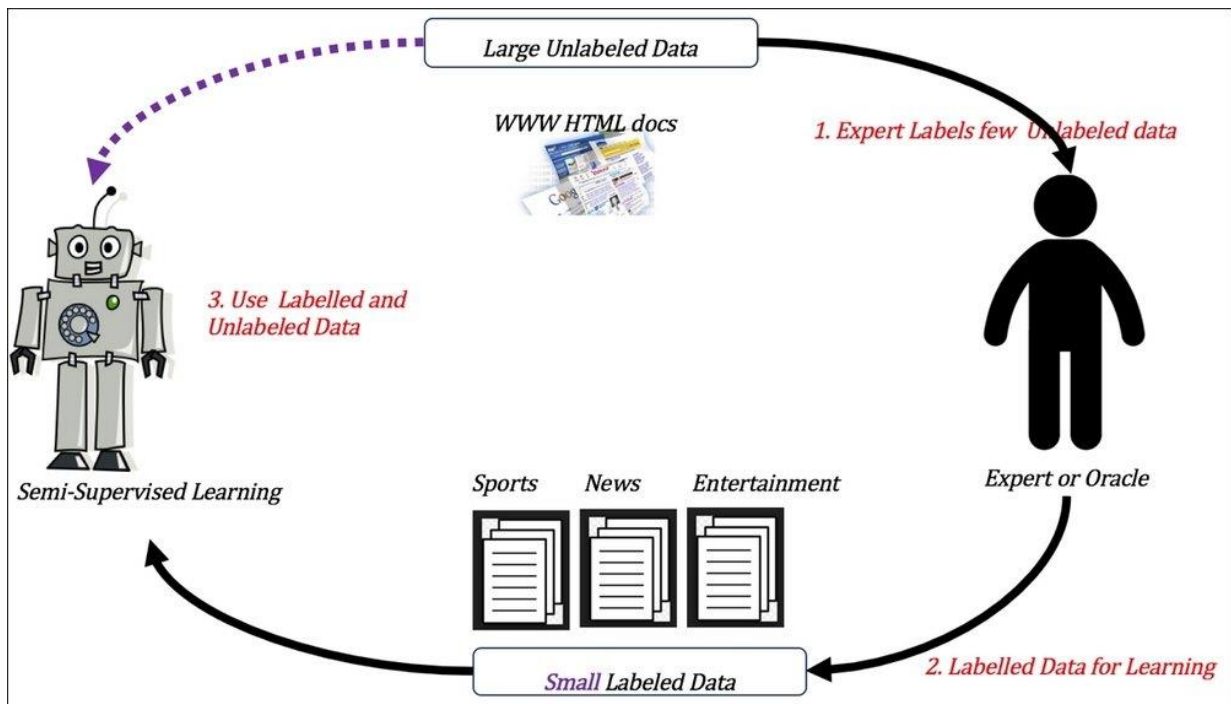 Large Unlabeled Data
WWW HTML docs
1. Expert Labels few Unlabeled data
3. Use Labelled and
Unlabeled Data
Semi-Supervised Learning
Sports News Entertainment
Expert or Oracle
2. Labelled Data for Learning
Small Labeled Data